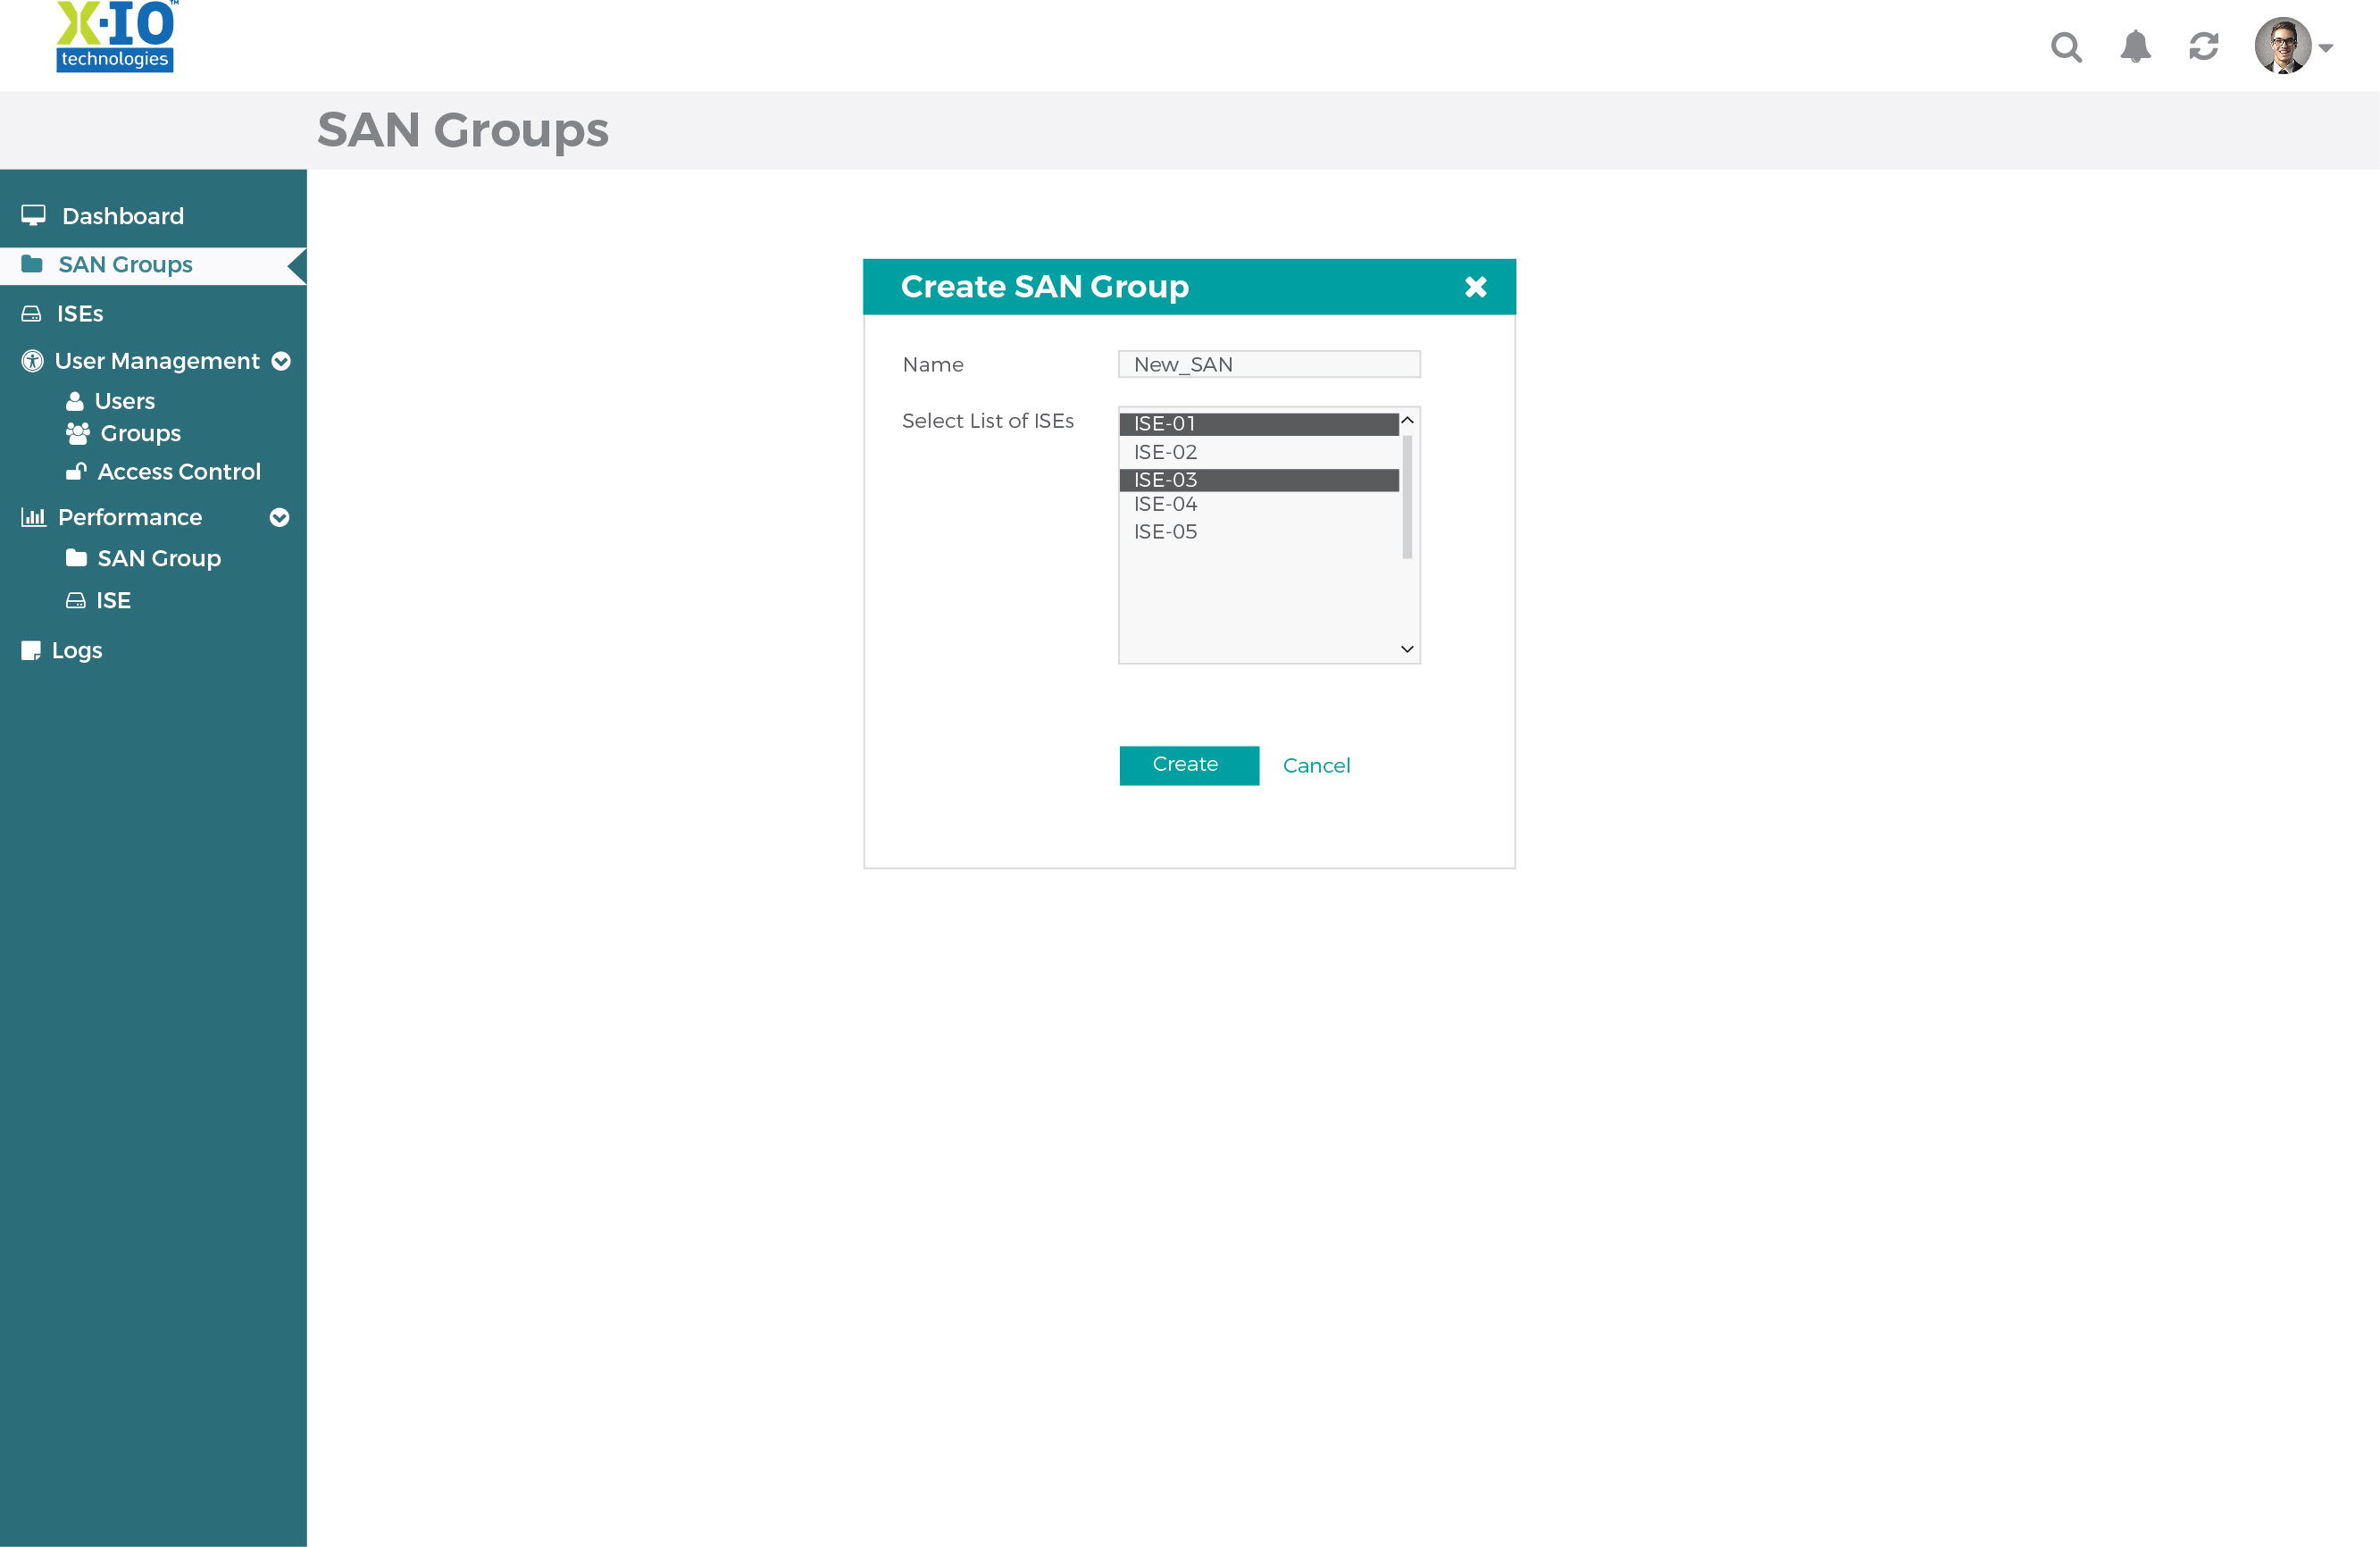 X-IO™
technologies
SAN Groups
Dashboard
SAN Groups
ISEs
User Management
Users
Groups
Access Control
Performance
SAN Group
ISE
Logs
Create SAN Group
Name
New_SAN
Select List of ISEs
ISE-01
ISE-02
ISE-03
ISE-04
ISE-05
Create
Cancel